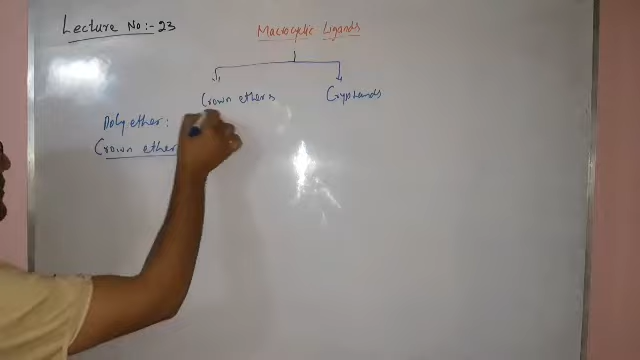 Lecture No:- 23
Macrocyclic Ligands
Crown ethers
Cryptands
Poly ether:
Crown ether